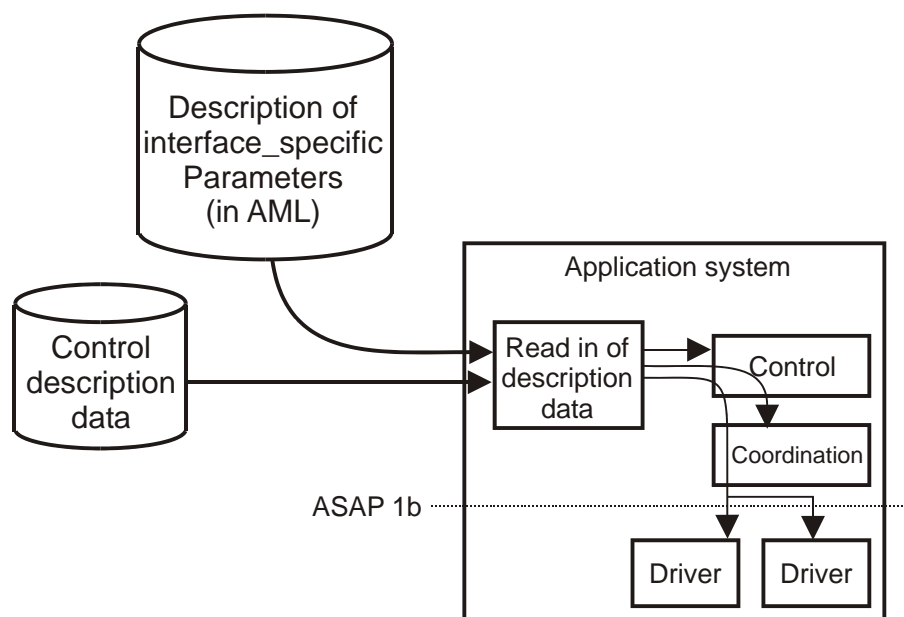 Description of
interface_specific
Parameters
(in AML)
Application system
Control
description
data
Read in of
description
data
Control
Coordination
ASAP 1b
Driver
Driver